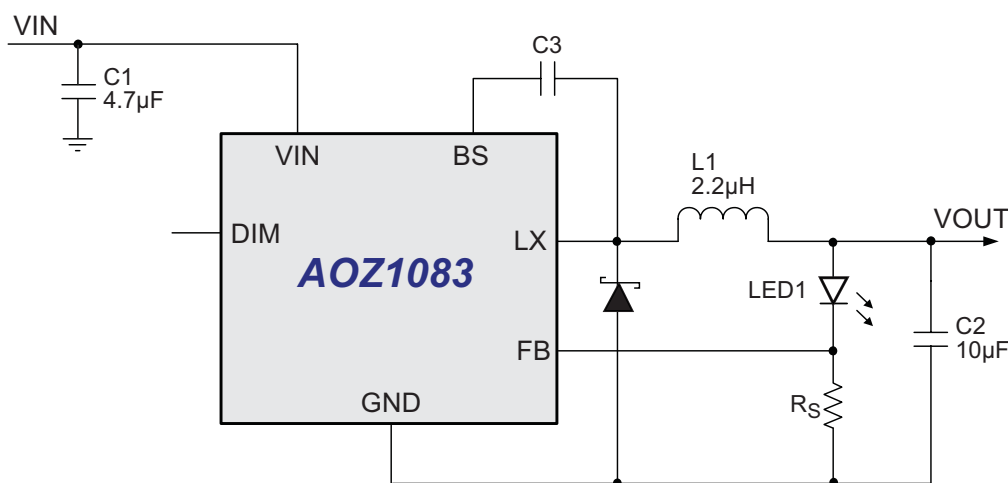 VIN
C1
4.7µF
C3
VIN
BS
L1
2.2µH
DIM
LX
VOUT
AOZ1083
LED1
FB
C2
10µF
GND
RS